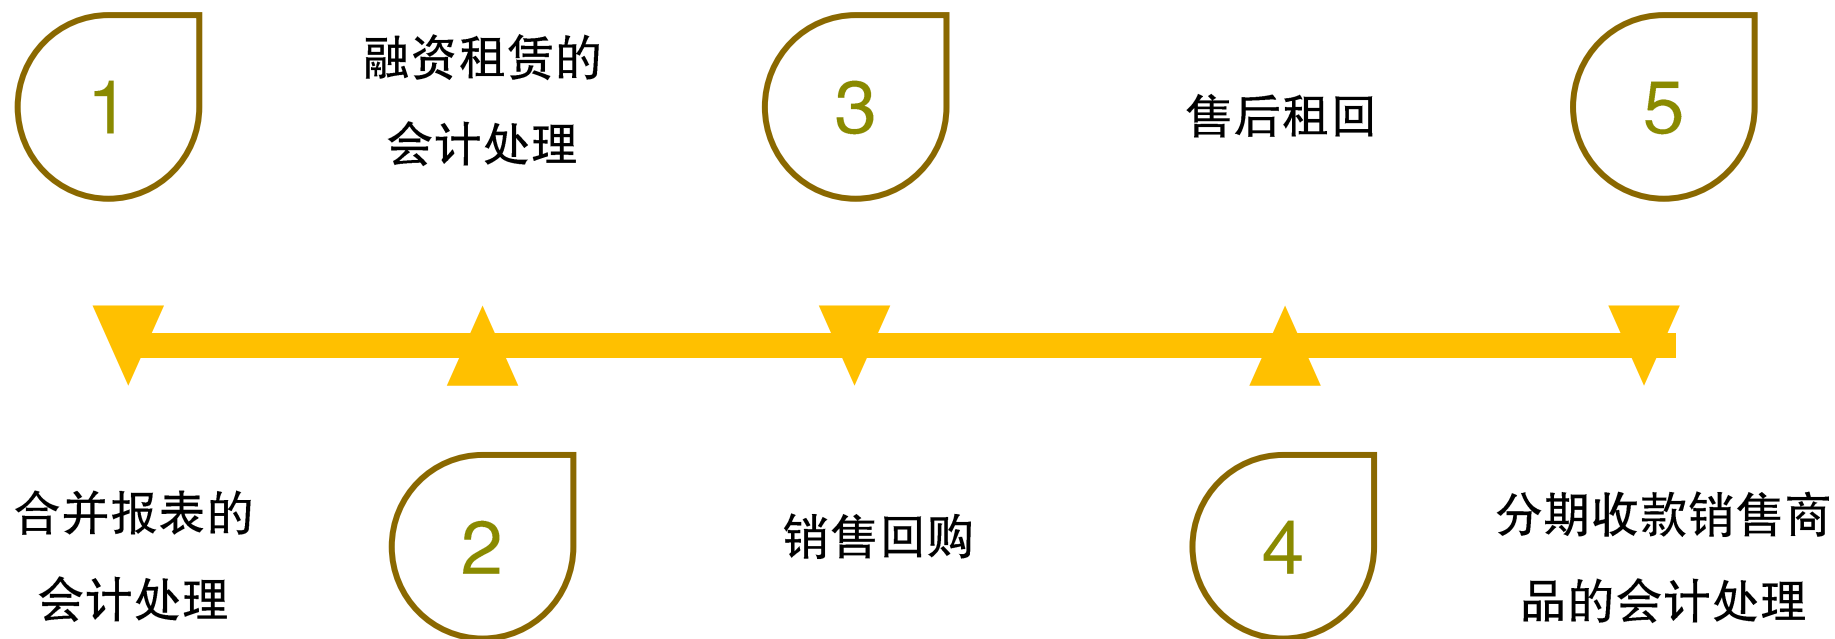 1
合并报表的
会计处理
2
融资租赁的
会计处理
3
销售回购
4
售后租回
5
分期收款销售商
品的会计处理